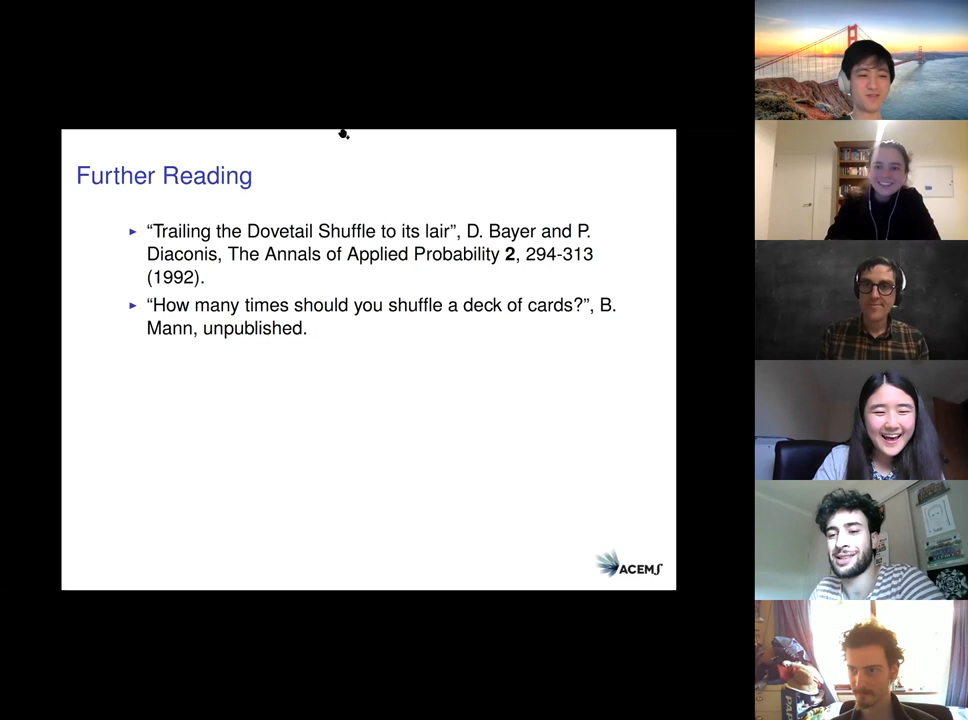 Further Reading
“Trailing the Dovetail Shuffle to its lair”, D. Bayer and P.
Diaconis, The Annals of Applied Probability 2, 294-313
(1992).
“How many times should you shuffle a deck of cards?”, B.
Mann, unpublished.
ACEMS